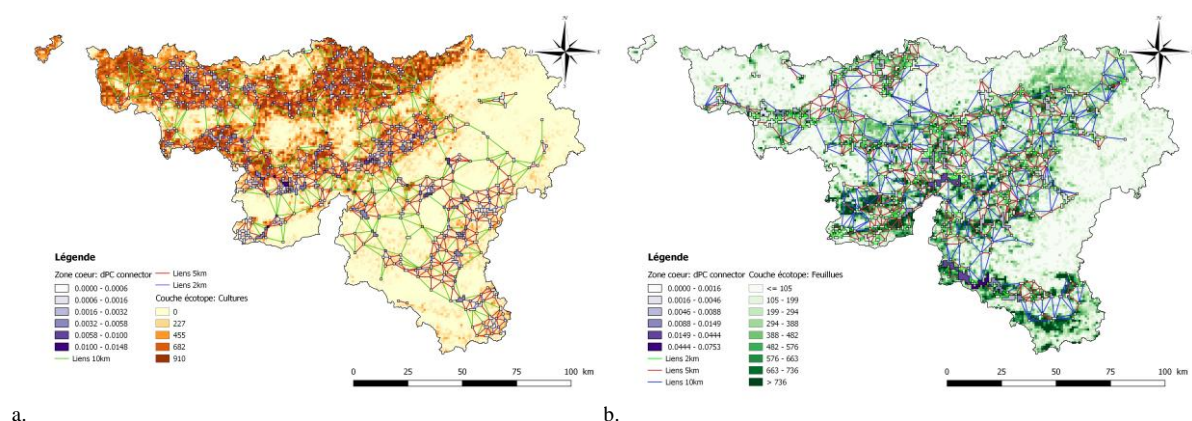 a. b.
N
O E
S
Légende
Zone coeur: dPC connector
0.0000 - 0.0006
0.0006 - 0.0016
0.0016 - 0.0032
0.0032 - 0.0058
0.0058 - 0.0100
0.0100 - 0.0148
Liens 10km
Liens 5km
Liens 2km
Couche écotope: Cultures
0
227
455
682
910
0 25 50 75 100 km
N
O E
S
Légende
Zone coeur: dPC connector
0.0000 - 0.0016
0.0016 - 0.0046
0.0046 - 0.0088
0.0088 - 0.0149
0.0149 - 0.0444
0.0444 - 0.0753
Liens 2km
Liens 5km
Liens 10km
Couche écotope: Feuillues
<= 105
105 - 199
199 - 294
294 - 388
388 - 482
482 - 576
576 - 663
663 - 736
> 736
0 25 50 75 100 km
a.
b.